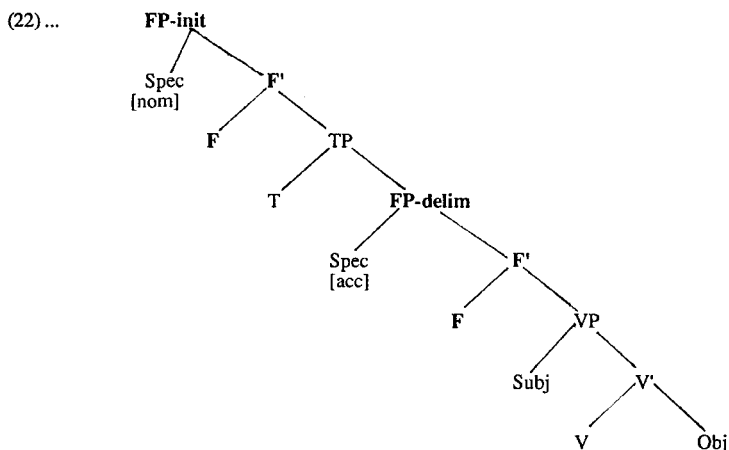 (22) ... FP-init
Spec F'
[nom]
F TP
T FP-delim
Spec F'
[acc]
F VP
Subj V'
V Obj